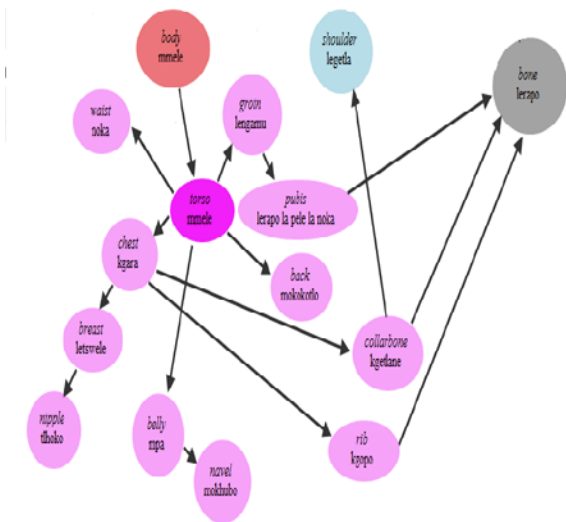 body
mmele
shoulder
legetla
bone
lerapo
waist
noka
groin
lengamu
torso
mmele
pubis
lerapo la pele la noka
chest
kgara
back
mokokotlo
breast
letswele
collarbone
kgetlane
nipple
tlhoko
belly
mpa
navel
mokhubo
rib
kgopo